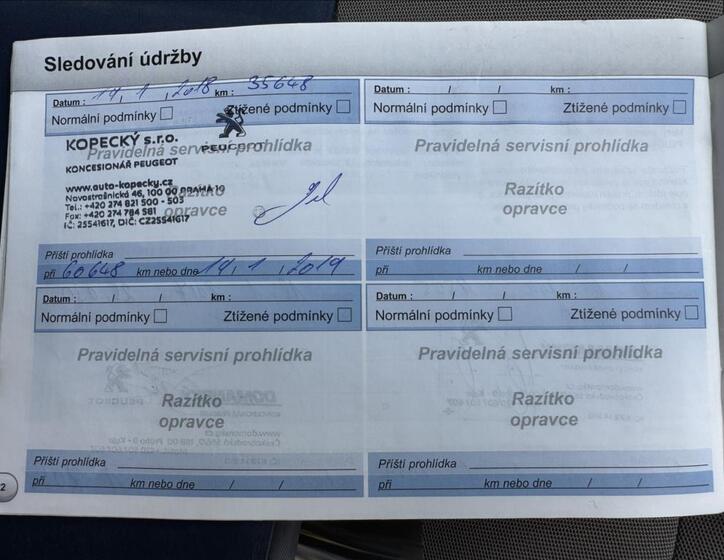 Sledování údržby
Datum : 19, 1, 2018 km : 35648
Normální podmínky Ztížené podmínky
Pravidelná servisní prohlídka
Razítko
opravce
KOPECKÝ s.r.o.
KONCESIONÁŘ PEUGEOT
PEUGEOT
www.auto-kopecky.cz
Novostrašnická 46, 100 00 PRAHA 10
Tel.: +420 274 821 500 - 503
Fax: +420 274 784 581
IČ: 25541617, DIČ: CZ25541617
Příští prohlídka
při 60648 km nebo dne 19, 1, 2019
Datum : / / km :
Normální podmínky Ztížené podmínky
Pravidelná servisní prohlídka
Razítko
opravce
Příští prohlídka
při km nebo dne / /
Datum : / / km :
Normální podmínky Ztížené podmínky
Pravidelná servisní prohlídka
Razítko
opravce
Příští prohlídka
při km nebo dne / /
Datum : / / km :
Normální podmínky Ztížené podmínky
Pravidelná servisní prohlídka
Razítko
opravce
Příští prohlídka
při km nebo dne / /
2